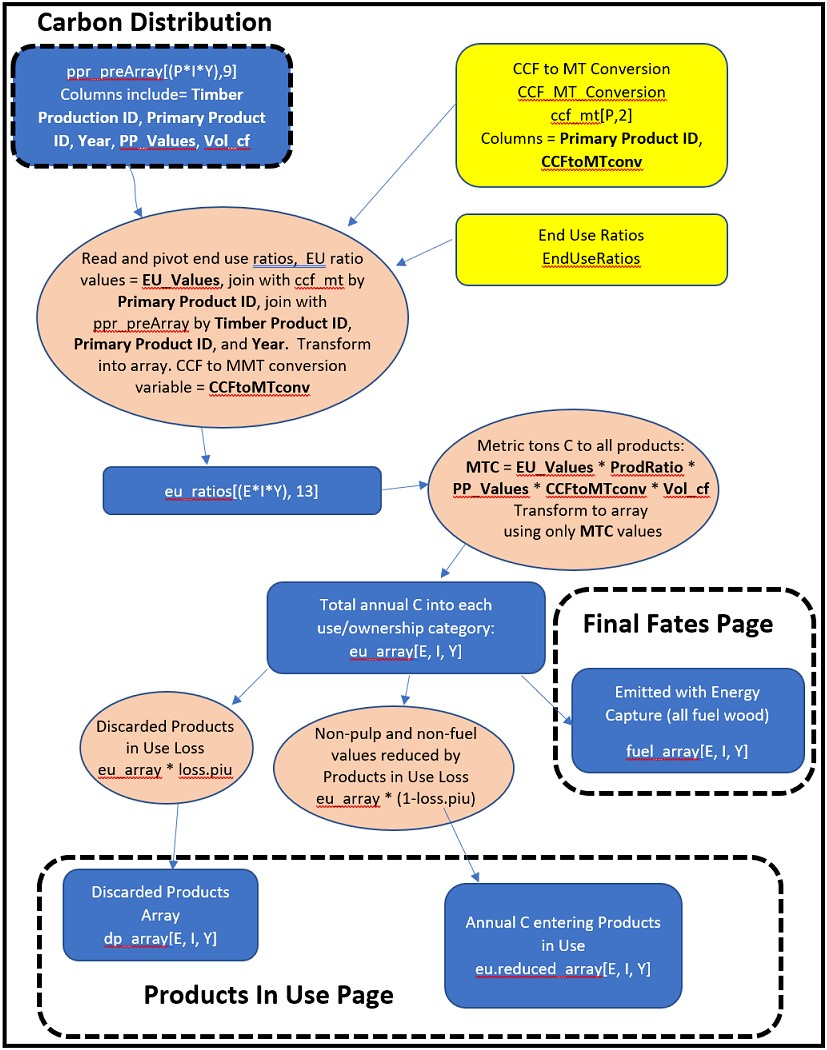 Carbon Distribution
ppr_preArray[(P*I*Y),9]
Columns include= Timber
Production ID, Primary Product
ID, Year, PP_Values, Vol_cf
CCF to MT Conversion
CCF_MT_Conversion
ccf_mt[P,2]
Columns = Primary Product ID,
CCFtoMTconv
End Use Ratios
EndUseRatios
Read and pivot end use ratios, EU ratio
values = EU_Values, join with ccf_mt by
Primary Product ID, join with
ppr_preArray by Timber Product ID,
Primary Product ID, and Year. Transform
into array. CCF to MMT conversion
variable = CCFtoMTconv
eu_ratios[(E*I*Y), 13]
Metric tons C to all products:
MTC = EU_Values * ProdRatio *
PP_Values * CCFtoMTconv * Vol_cf
Transform to array
using only MTC values
Total annual C into each
use/ownership category:
eu_array[E, I, Y]
Final Fates Page
Emitted with Energy
Capture (all fuel wood)
fuel_array[E, I, Y]
Discarded Products
in Use Loss
eu_array * loss.piu
Non-pulp and non-fuel
values reduced by
Products in Use Loss
eu_array * (1-loss.piu)
Discarded Products
Array
dp_array[E, I, Y]
Annual C entering Products
in Use
eu.reduced_array[E, I, Y]
Products In Use Page